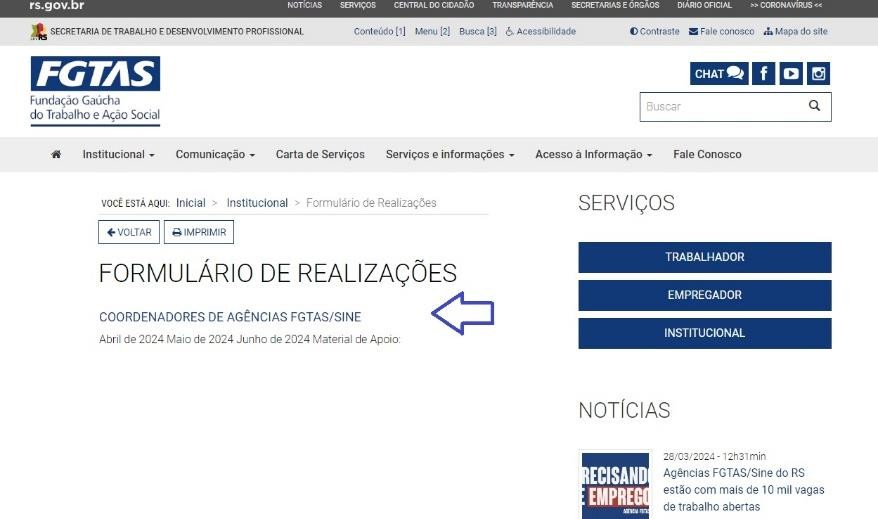 rs.gov.br
NOTÍCIAS SERVIÇOS CENTRAL DO CIDADÃO TRANSPARÊNCIA SECRETARIAS E ÓRGÃOS DIÁRIO OFICIAL >> CORONAVÍRUS <<
SECRETARIA DE TRABALHO E DESENVOLVIMENTO PROFISSIONAL
Conteúdo [1] Menu [2] Busca [3] Acessibilidade
Contraste Fale conosco Mapa do site
FGTAS
Fundação Gaúcha
do Trabalho e Ação Social
CHAT
Buscar
Institucional Comunicação Carta de Serviços Serviços e informações Acesso à Informação Fale Conosco
VOCÊ ESTÁ AQUI: Inicial > Institucional > Formulário de Realizações
VOLTAR IMPRIMIR
FORMULÁRIO DE REALIZAÇÕES
COORDENADORES DE AGÊNCIAS FGTAS/SINE
Abril de 2024 Maio de 2024 Junho de 2024 Material de Apoio:
SERVIÇOS
TRABALHADOR
EMPREGADOR
INSTITUCIONAL
NOTÍCIAS
RECISAND
E EMPREGO
28/03/2024 - 12h31min
Agências FGTAS/Sine do RS
estão com mais de 10 mil vagas
de trabalho abertas